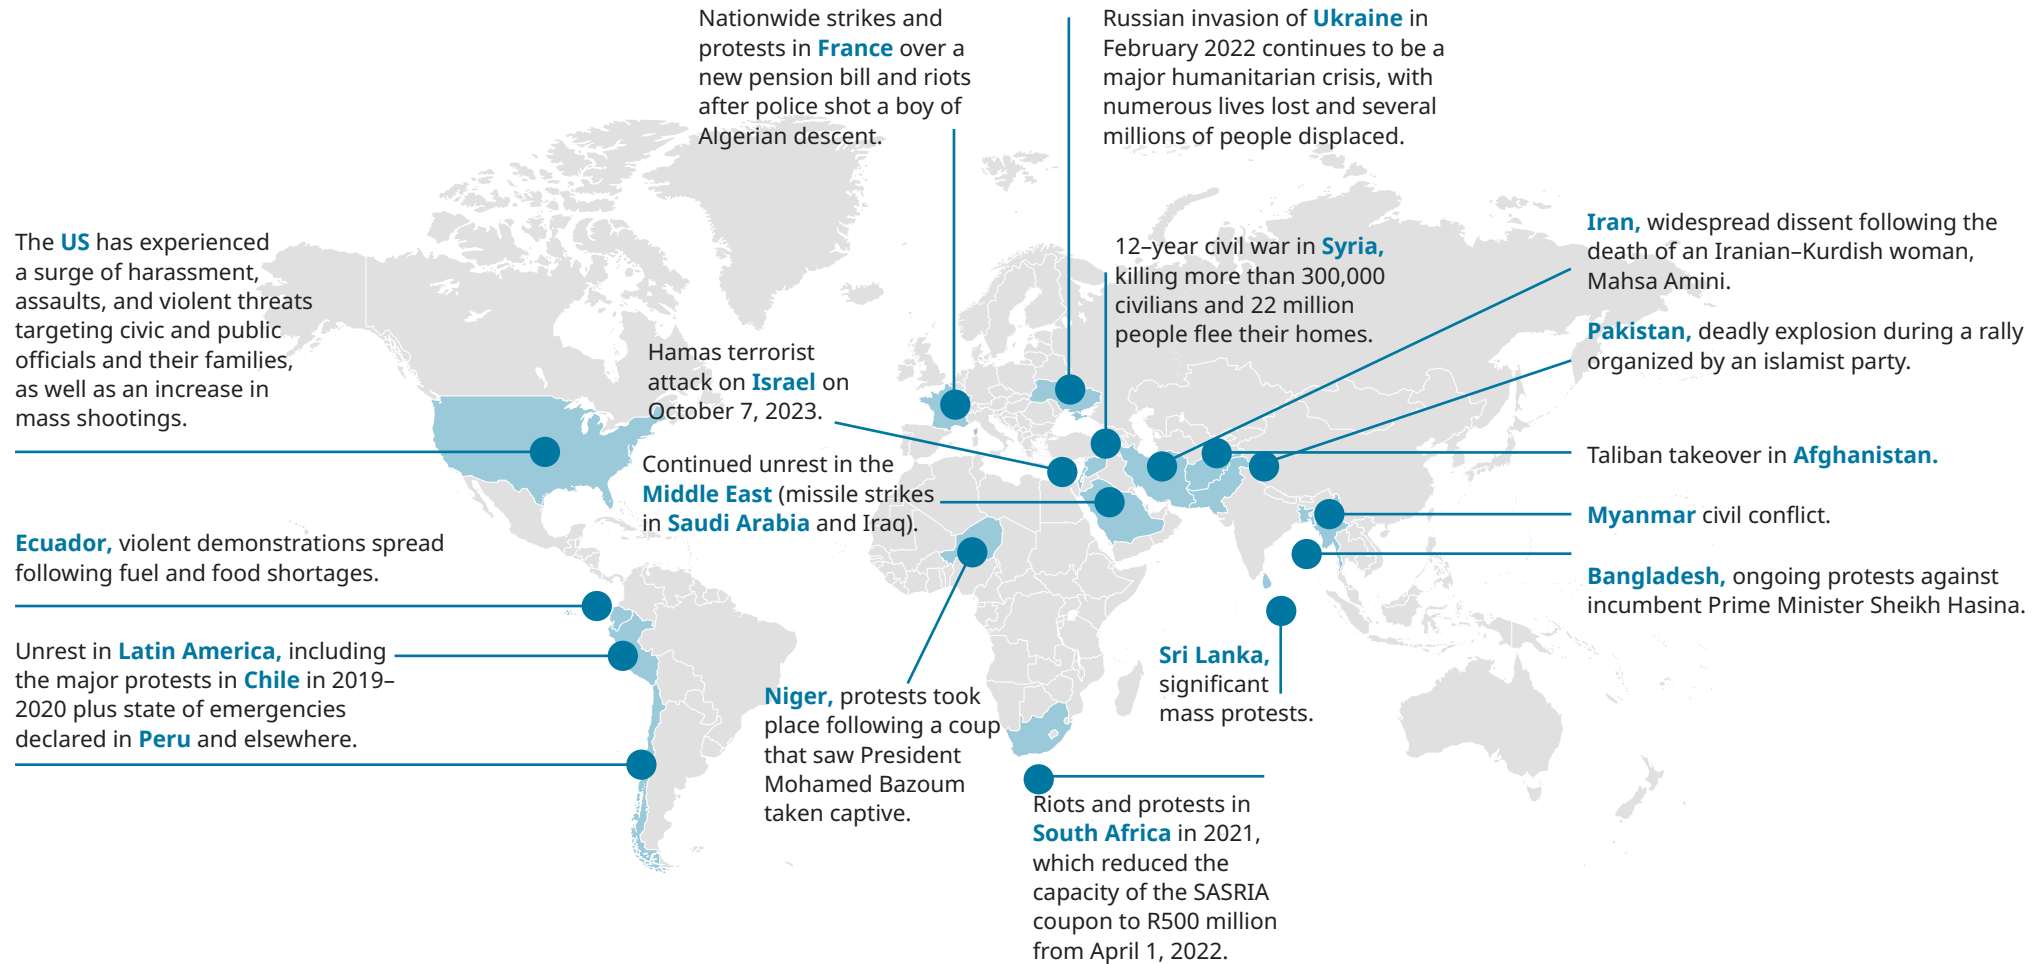 Nationwide strikes and
protests in France over a
new pension bill and riots
after police shot a boy of
Algerian descent.
Russian invasion of Ukraine in
February 2022 continues to be a
major humanitarian crisis, with
numerous lives lost and several
millions of people displaced.
The US has experienced
a surge of harassment,
assaults, and violent threats
targeting civic and public
officials and their families,
as well as an increase in
mass shootings.
12–year civil war in Syria,
killing more than 300,000
civilians and 22 million
people flee their homes.
Iran, widespread dissent following the
death of an Iranian–Kurdish woman,
Mahsa Amini.
Pakistan, deadly explosion during a rally
organized by an islamist party.
Hamas terrorist
attack on Israel on
October 7, 2023.
Continued unrest in the
Middle East (missile strikes
in Saudi Arabia and Iraq).
Taliban takeover in Afghanistan.
Myanmar civil conflict.
Bangladesh, ongoing protests against
incumbent Prime Minister Sheikh Hasina.
Ecuador, violent demonstrations spread
following fuel and food shortages.
Unrest in Latin America, including
the major protests in Chile in 2019–
2020 plus state of emergencies
declared in Peru and elsewhere.
Niger, protests took
place following a coup
that saw President
Mohamed Bazoum
taken captive.
Sri Lanka,
significant
mass protests.
Riots and protests in
South Africa in 2021,
which reduced the
capacity of the SASRIA
coupon to R500 million
from April 1, 2022.